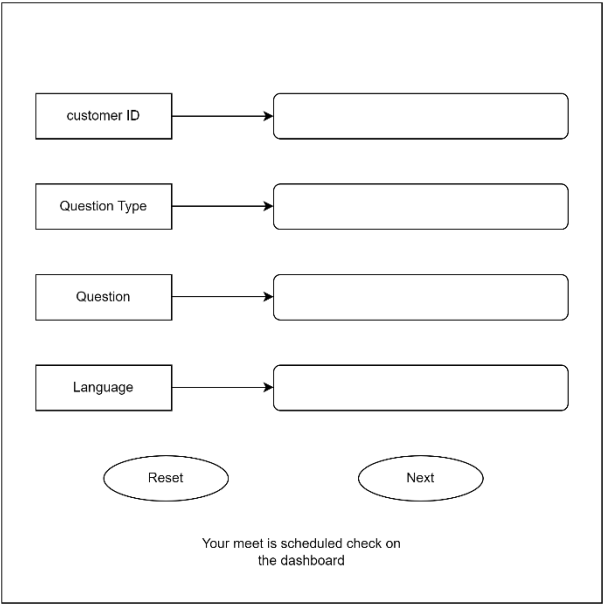 customer ID
Question Type
Question
Language
Reset
Next
Your meet is scheduled check on
the dashboard